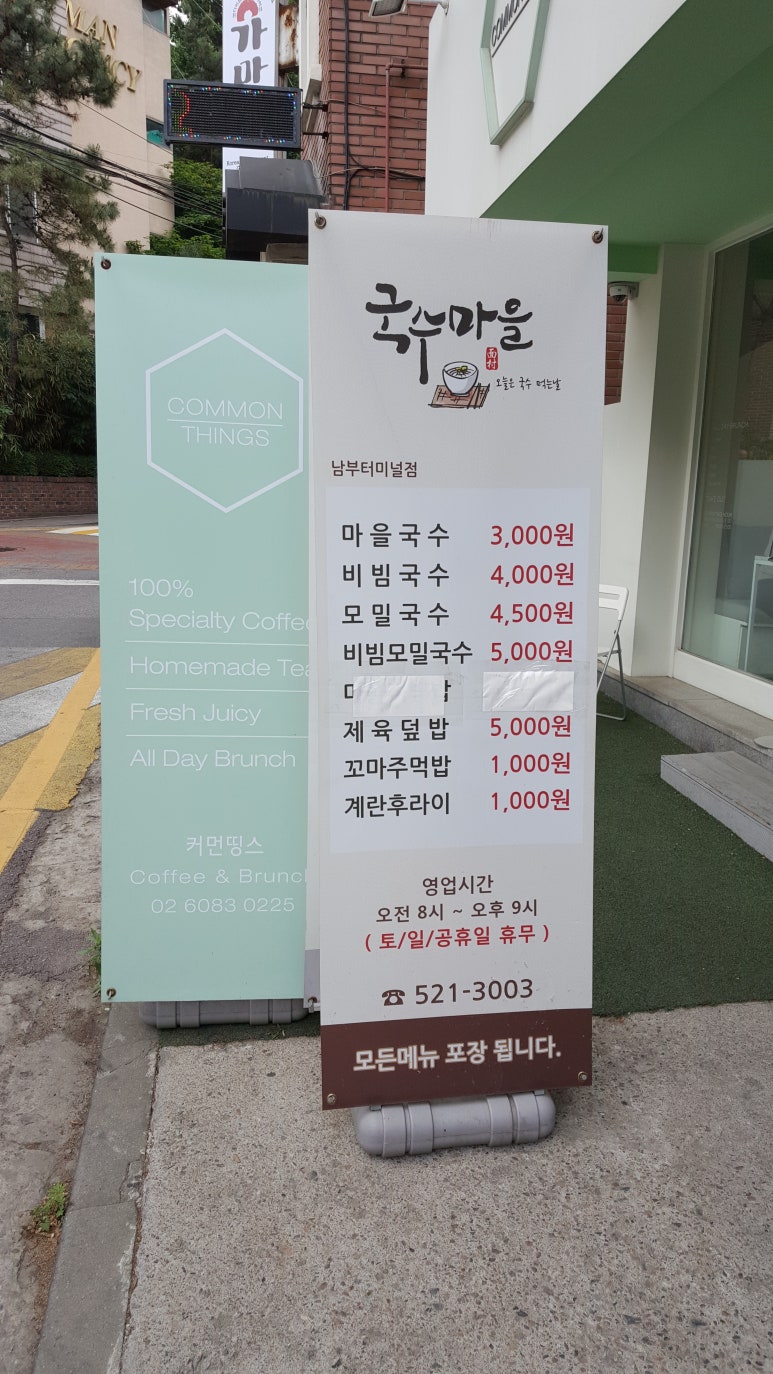 가마
COMMON
THINGS
100%
Specialty Coffee
Homemade Tea
Fresh Juicy
All Day Brunch
커먼띵스
Coffee & Brunch
02 6083 0225
국수마을
面村
오늘은 국수 먹는날
남부터미널점
마을국수 3,000원
비빔국수 4,000원
모밀국수 4,500원
비빔모밀국수 5,000원
밥
제육덮밥 5,000원
꼬마주먹밥 1,000원
계란후라이 1,000원
영업시간
오전 8시 ~ 오후 9시
( 토/일/공휴일 휴무 )
☎ 521-3003
모든메뉴 포장 됩니다.